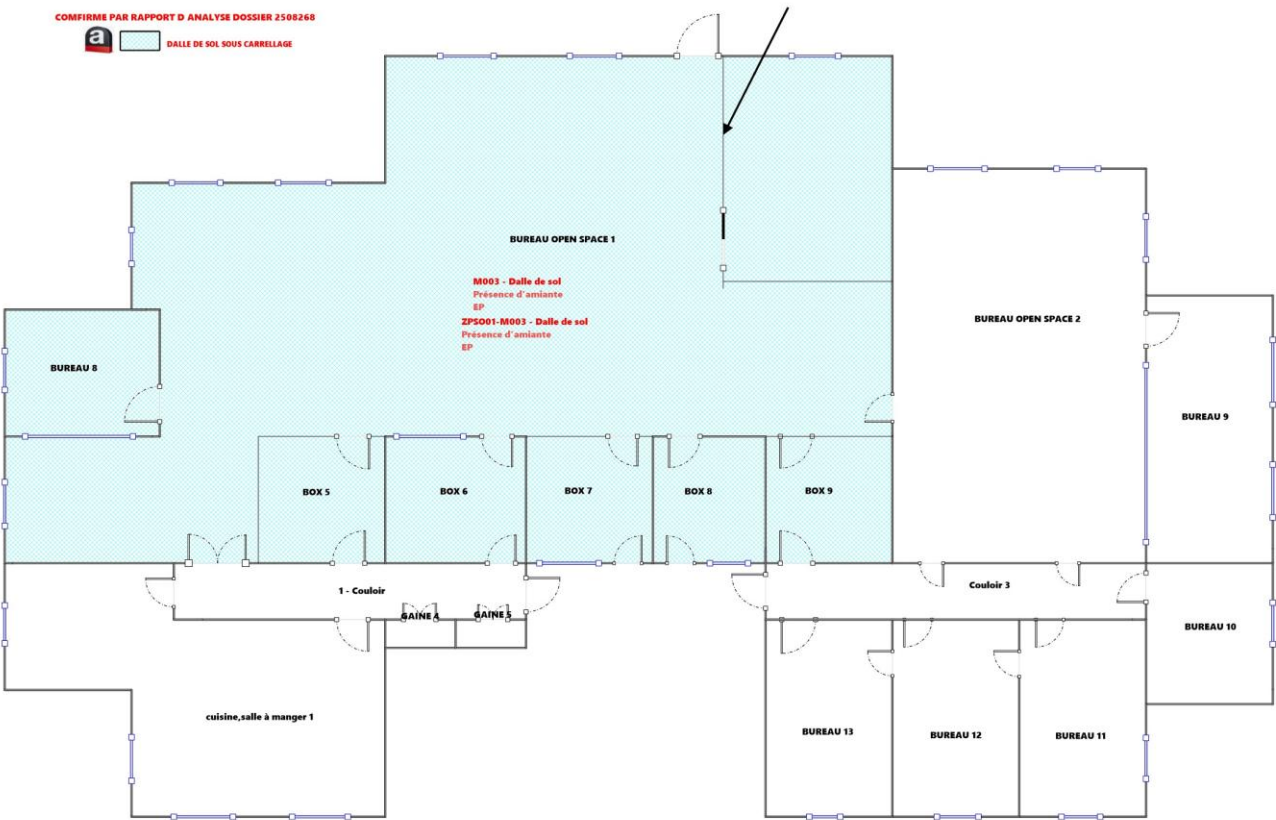 COMFIRME PAR RAPPORT D ANALYSE DOSSIER 2508268
a
DALLE DE SOL SOUS CARRELLAGE
BUREAU OPEN SPACE 1
M003 - Dalle de sol
Présence d'amiante
EP
ZPSO01-M003 - Dalle de sol
Présence d'amiante
EP
BUREAU OPEN SPACE 2
BUREAU 8
BUREAU 9
BOX 5
BOX 6
BOX 7
BOX 8
BOX 9
1 - Couloir
Couloir 3
GAINE 4
GAINE 5
BUREAU 10
cuisine,salle à manger 1
BUREAU 13
BUREAU 12
BUREAU 11